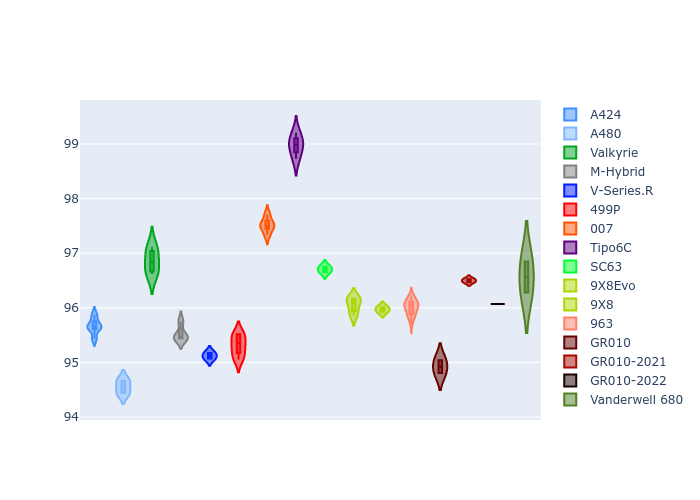 99
98
97
96
95
94
A424
A480
Valkyrie
M-Hybrid
V-Series.R
499P
007
Tipo6C
SC63
9X8Evo
9X8
963
GR010
GR010-2021
GR010-2022
Vanderwell 680